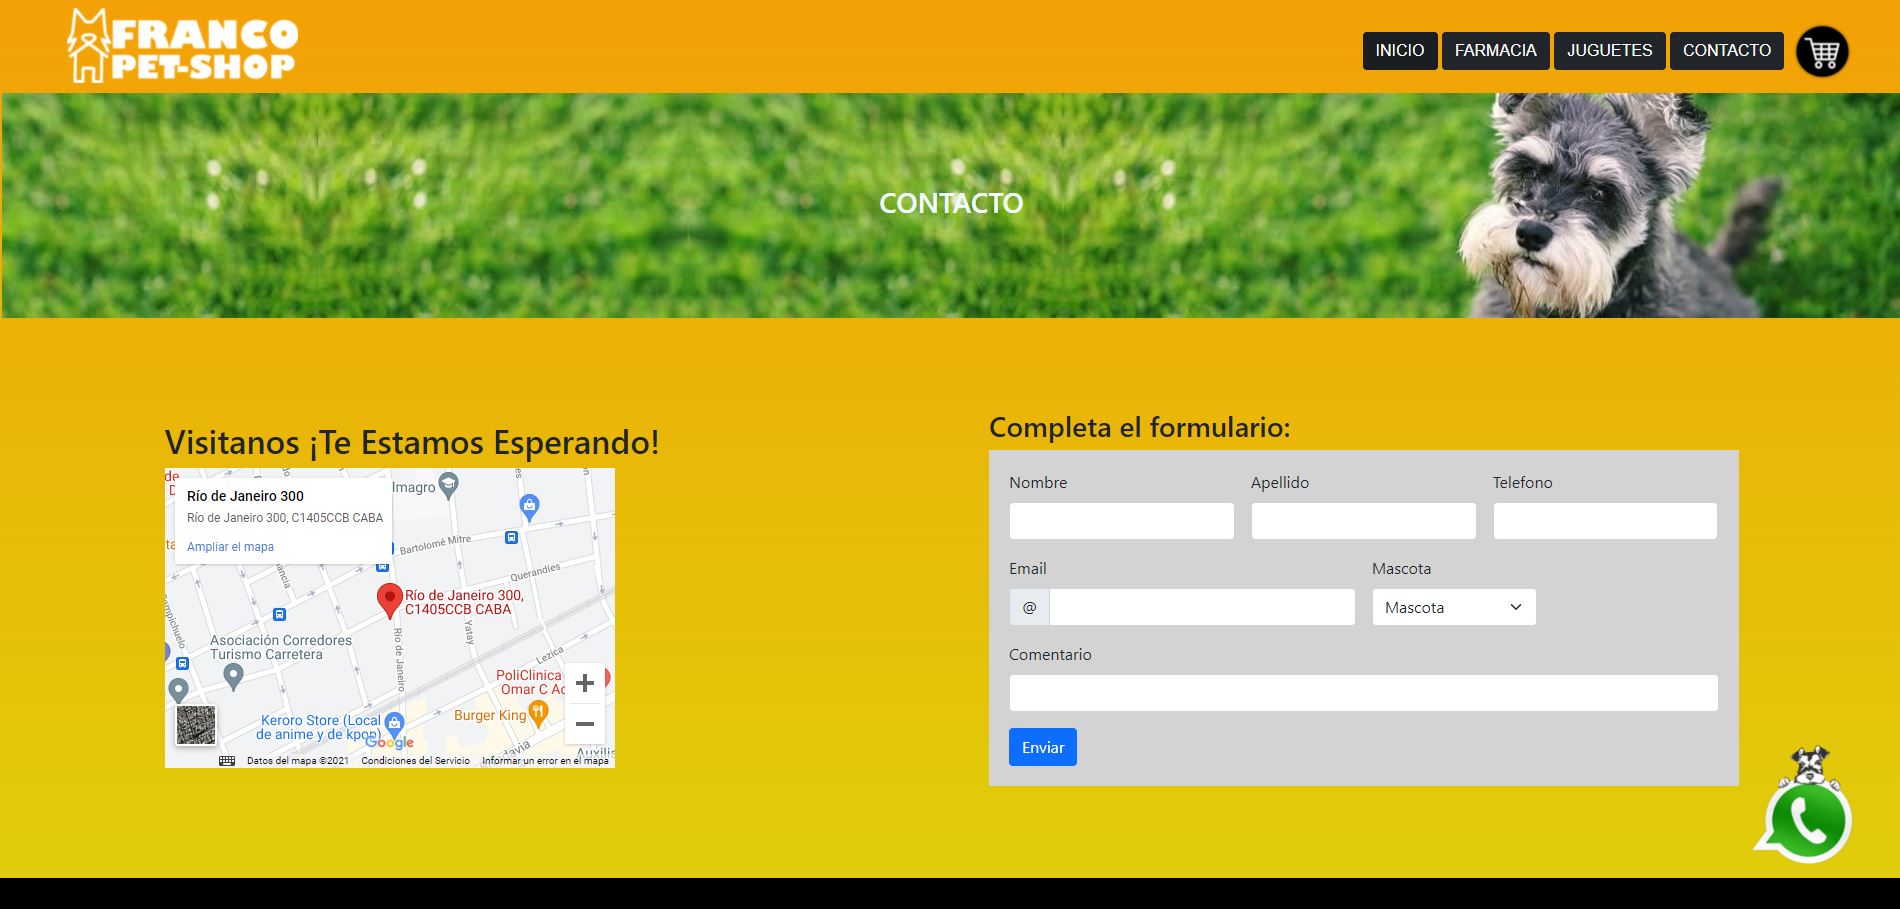 FRANCO
PET-SHOP
INICIO
FARMACIA
JUGUETES
CONTACTO
CONTACTO
Visitanos ¡Te Estamos Esperando!
Río de Janeiro 300
Río de Janeiro 300, C1405CCB CABA
Ampliar el mapa
lmagro
Bartolomé Mitre
Querandíes
Río de Janeiro 300,
C1405CCB CABA
Yatay
Río de Janeiro
Lezica
Asociación Corredores
Turismo Carretera
PoliClinica
Omar C Ac
Burger King
Keroro Store (Local
de anime y de kpop)
Google
Datos del mapa ©2021
Condiciones del Servicio
Informar un error en el mapa
Completa el formulario:
Nombre
Apellido
Telefono
Email
Mascota
@
Mascota
Comentario
Enviar